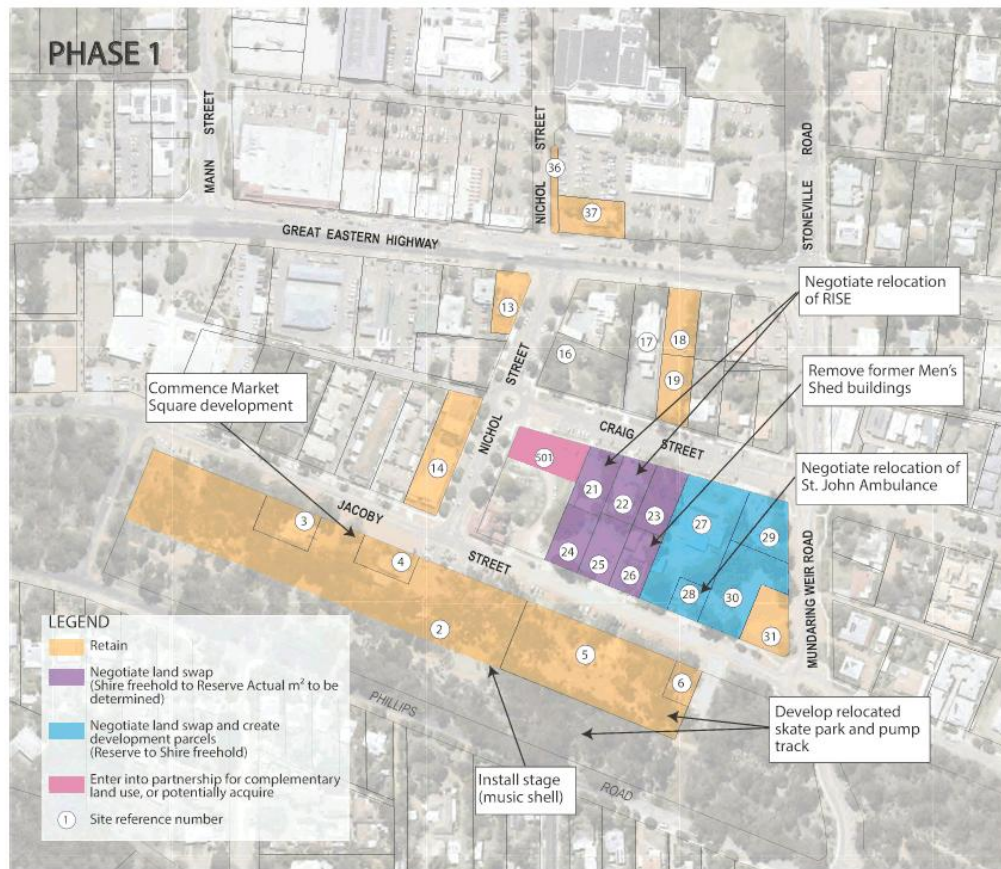 PHASE 1
MANN STREET
NICHOL STREET
STONEVILLE ROAD
36
37
GREAT EASTERN HIGHWAY
Negotiate relocation
of RISE
13
NICHOL STREET
16
17
18
19
Remove former Men's
Shed buildings
Commence Market
Square development
CRAIG STREET
14
501
Negotiate relocation of
St. John Ambulance
21
22
23
27
29
JACOBY STREET
3
4
24
25
26
28
30
31
MUNDARING WEIR ROAD
2
5
6
LEGEND
Retain
Negotiate land swap
(Shire freehold to Reserve Actual m² to be
determined)
Negotiate land swap and create
development parcels
(Reserve to Shire freehold)
Enter into partnership for complementary
land use, or potentially acquire
1 Site reference number
PHILLIPS ROAD
Install stage
(music shell)
Develop relocated
skate park and pump
track